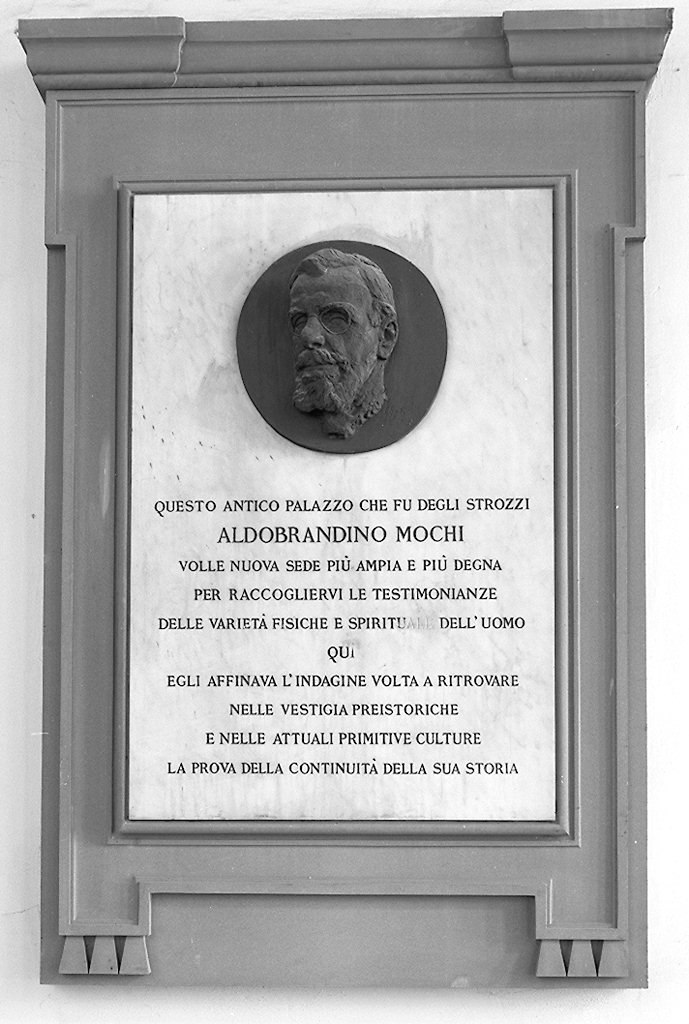 QUESTO ANTICO PALAZZO CHE FU DEGLI STROZZI
ALDOBRANDINO MOCHI
VOLLE NUOVA SEDE PIÙ AMPIA E PIÙ DEGNA
PER RACCOGLIERVI LE TESTIMONIANZE
DELLE VARIETÀ FISICHE E SPIRITUALE DELL'UOMO
QUI
EGLI AFFINAVA L'INDAGINE VOLTA A RITROVARE
NELLE VESTIGIA PREISTORICHE
E NELLE ATTUALI PRIMITIVE CULTURE
LA PROVA DELLA CONTINUITÀ DELLA SUA STORIA